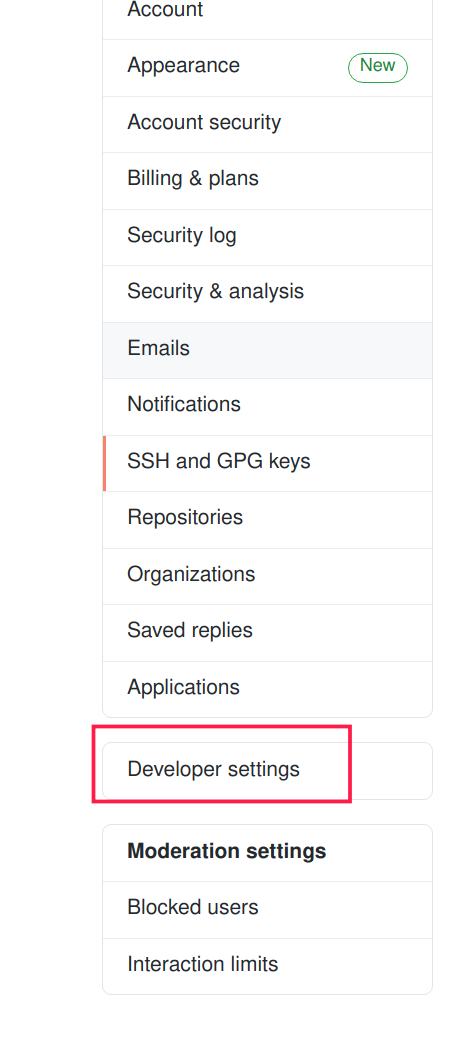 Account
Appearance New
Account security
Billing & plans
Security log
Security & analysis
Emails
Notifications
SSH and GPG keys
Repositories
Organizations
Saved replies
Applications
Developer settings
Moderation settings
Blocked users
Interaction limits